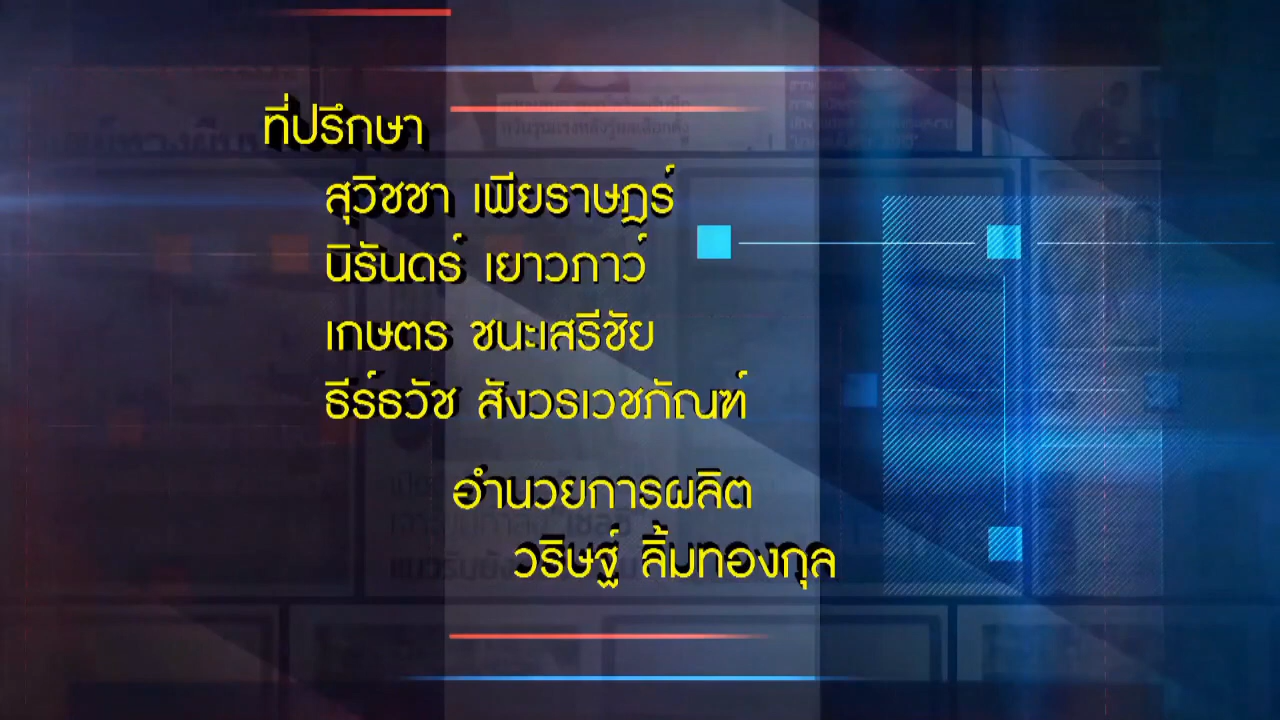 ที่ปรึกษา
สุวิชชา เพียราษฎร์
นิรันดร์ เยาวภาว์
เกษตร ชนะเสรีชัย
ธีร์ธวัช สังวรเวชภัณฑ์
อำนวยการผลิต
วริษฐ์ ลิ้มทองกุล